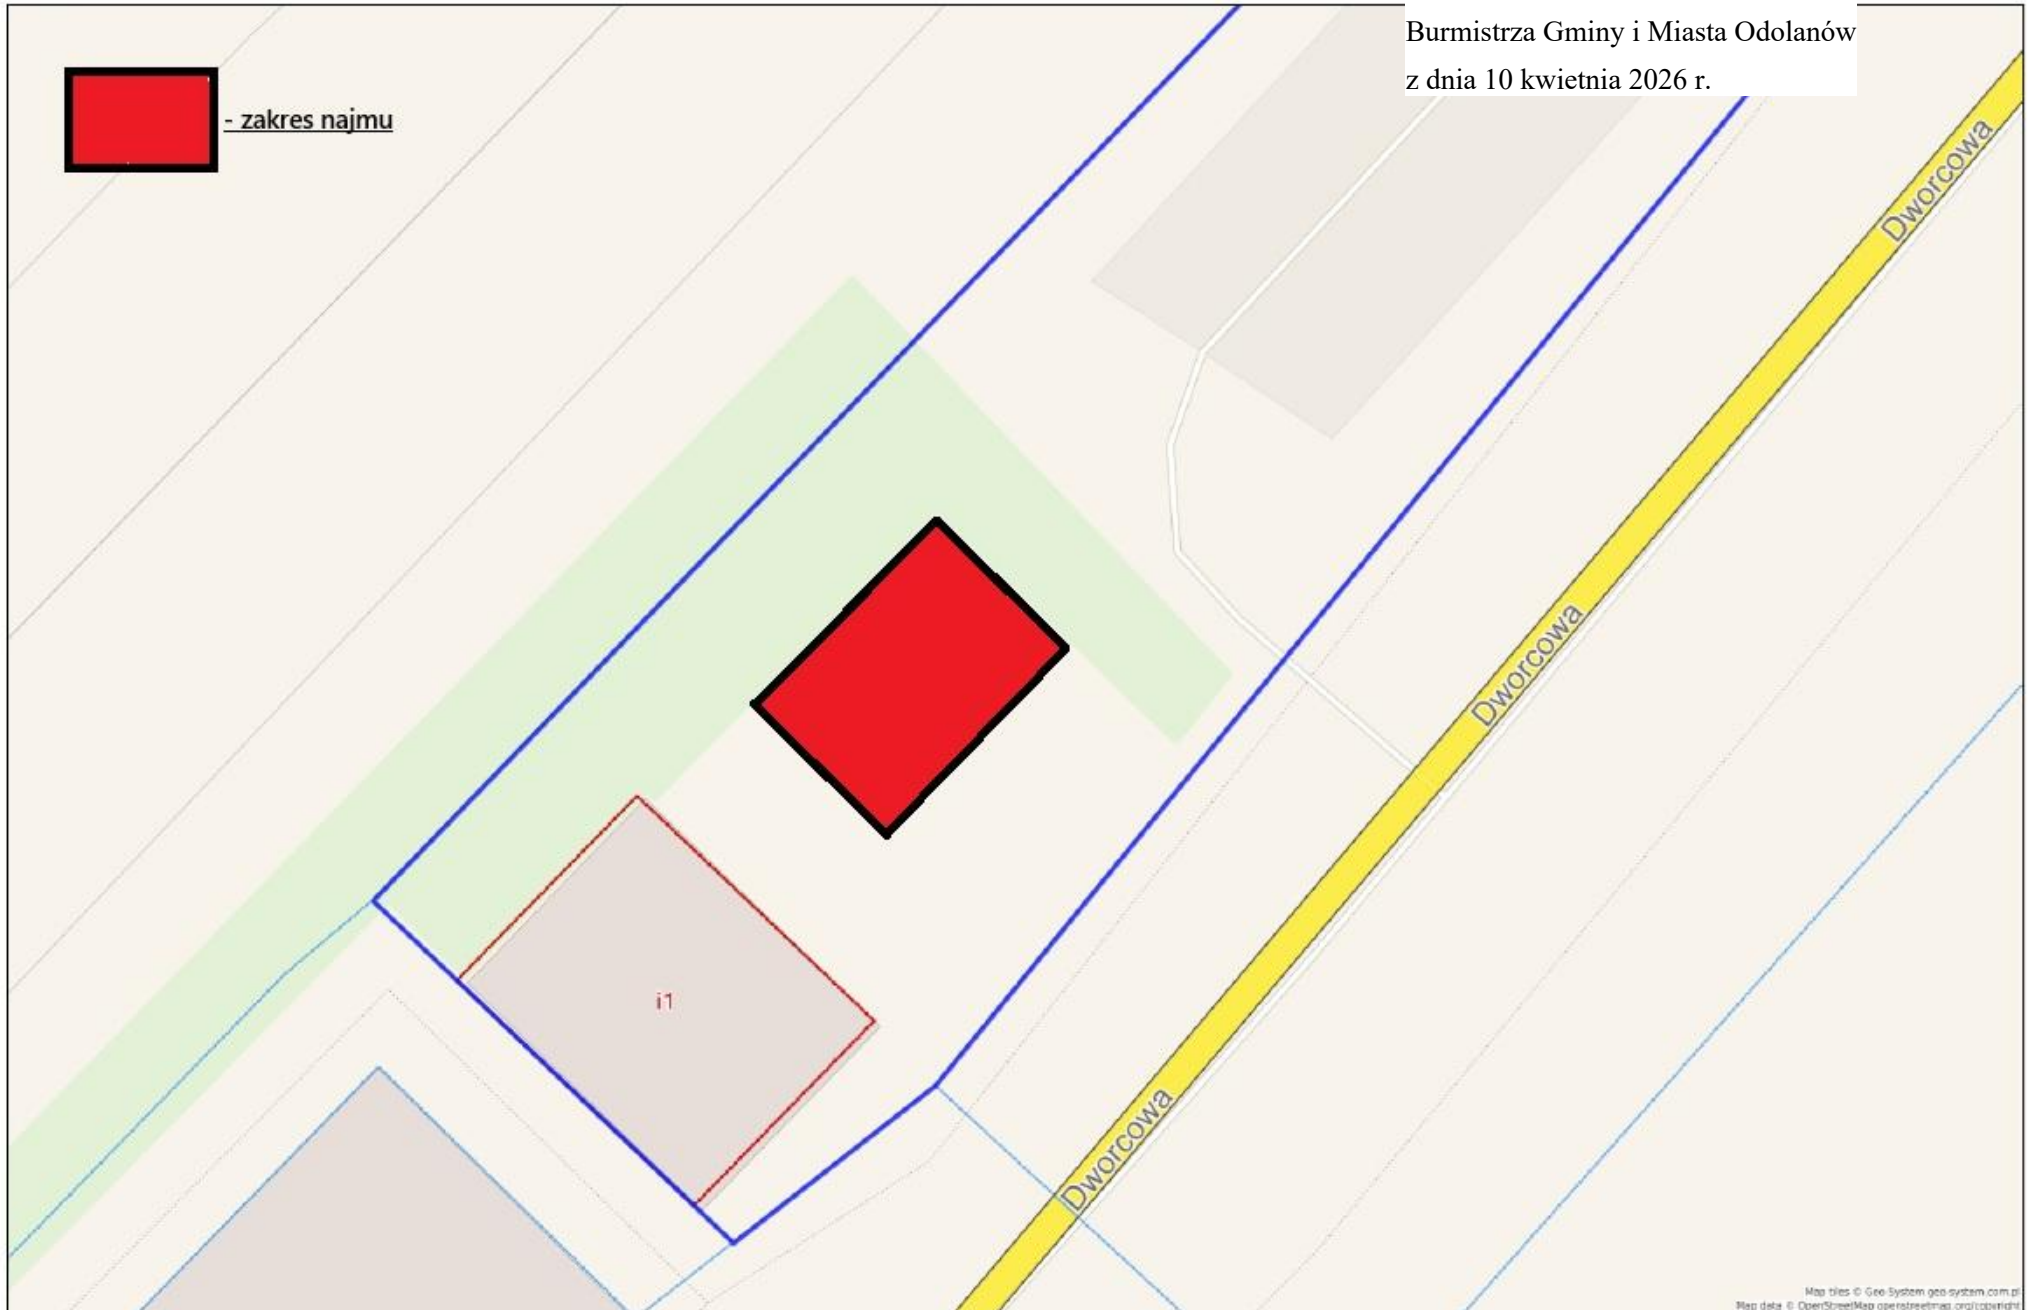 Burmistrza Gminy i Miasta Odolanów
z dnia 10 kwietnia 2026 r.
- zakres najmu
Dworcowa
Dworcowa
i1
Dworcowa
Map tiles © Geo-System geo-system.com.pl
Map data © OpenStreetMap openstreetmap.org/copyright